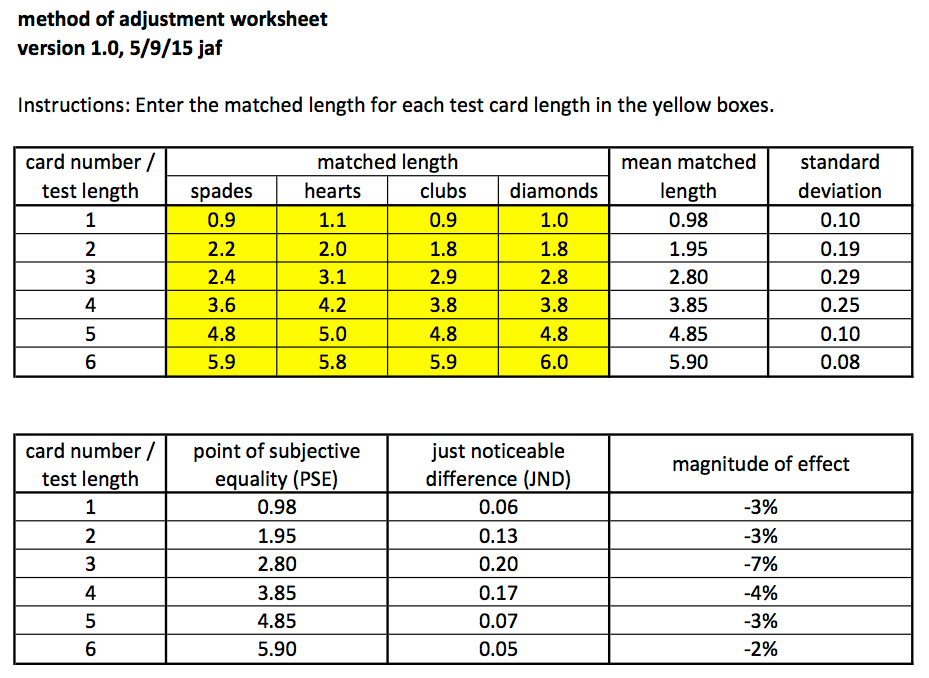 method of adjustment worksheet
version 1.0, 5/9/15 jaf
Instructions: Enter the matched length for each test card length in the yellow boxes.
card number / matched length mean matched standard
test length spades hearts clubs diamonds length deviation
1 0.9 1.1 0.9 1.0 0.98 0.10
2 2.2 2.0 1.8 1.8 1.95 0.19
3 2.4 3.1 2.9 2.8 2.80 0.29
4 3.6 4.2 3.8 3.8 3.85 0.25
5 4.8 5.0 4.8 4.8 4.85 0.10
6 5.9 5.8 5.9 6.0 5.90 0.08
card number / point of subjective just noticeable magnitude of effect
test length equality (PSE) difference (JND)
1 0.98 0.06 -3%
2 1.95 0.13 -3%
3 2.80 0.20 -7%
4 3.85 0.17 -4%
5 4.85 0.07 -3%
6 5.90 0.05 -2%